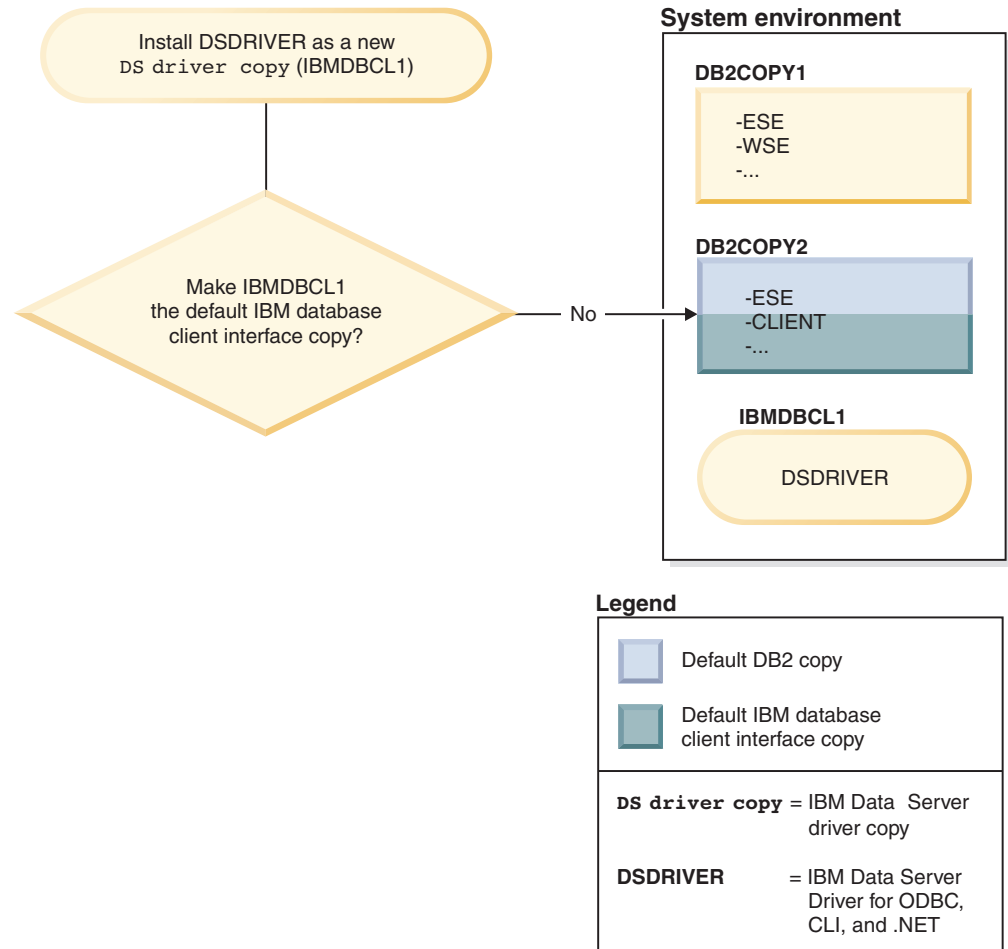 Install DSDRIVER as a new
DS driver copy (IBMDBCL1)
Make IBMDBCL1
the default IBM database
client interface copy?
No
System environment
DB2COPY1
-ESE
-WSE
-...
DB2COPY2
-ESE
-CLIENT
-...
IBMDBCL1
DSDRIVER
Legend
Default DB2 copy
Default IBM database
client interface copy
DS driver copy = IBM Data Server
driver copy
DSDRIVER = IBM Data Server
Driver for ODBC,
CLI, and .NET